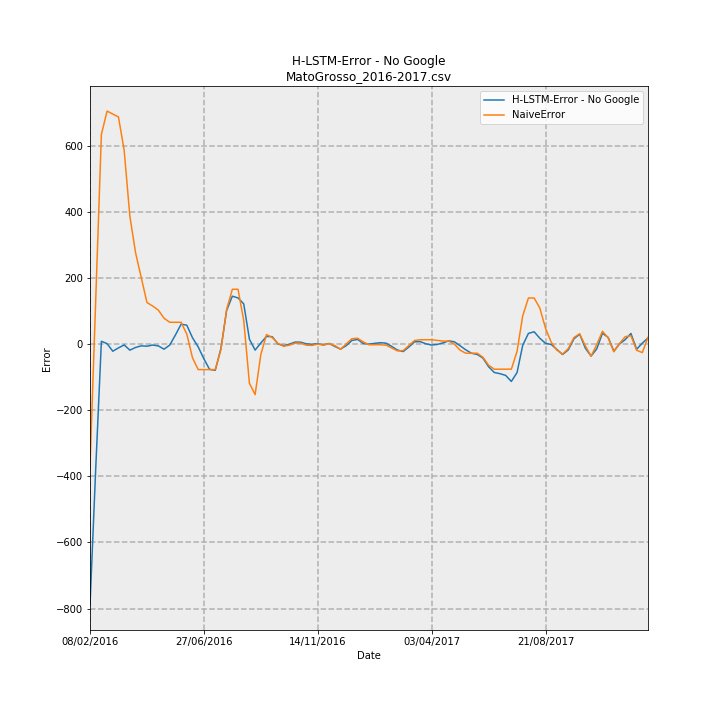 H-LSTM-Error - No Google
MatoGrosso_2016-2017.csv
H-LSTM-Error - No Google
NaiveError
600
400
200
0
−200
−400
−600
−800
Error
08/02/2016
27/06/2016
14/11/2016
03/04/2017
21/08/2017
Date